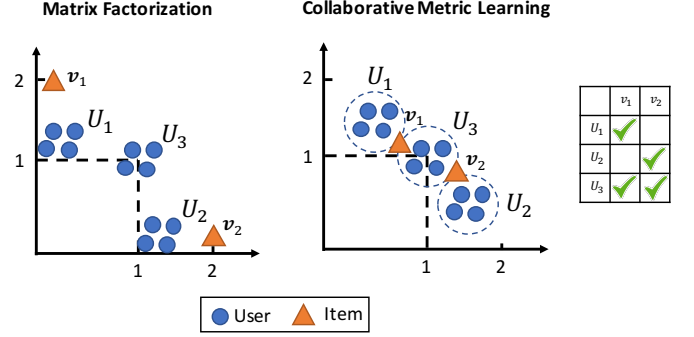 Matrix Factorization
2
v₁
U₁
U₃
1
U₂
v₂
1
2
Collaborative Metric Learning
2
U₁
v₁
U₃
1
v₂
U₂
1
2
v₁ v₂
U₁ ✓
U₂ ✓
U₃ ✓ ✓
User Item